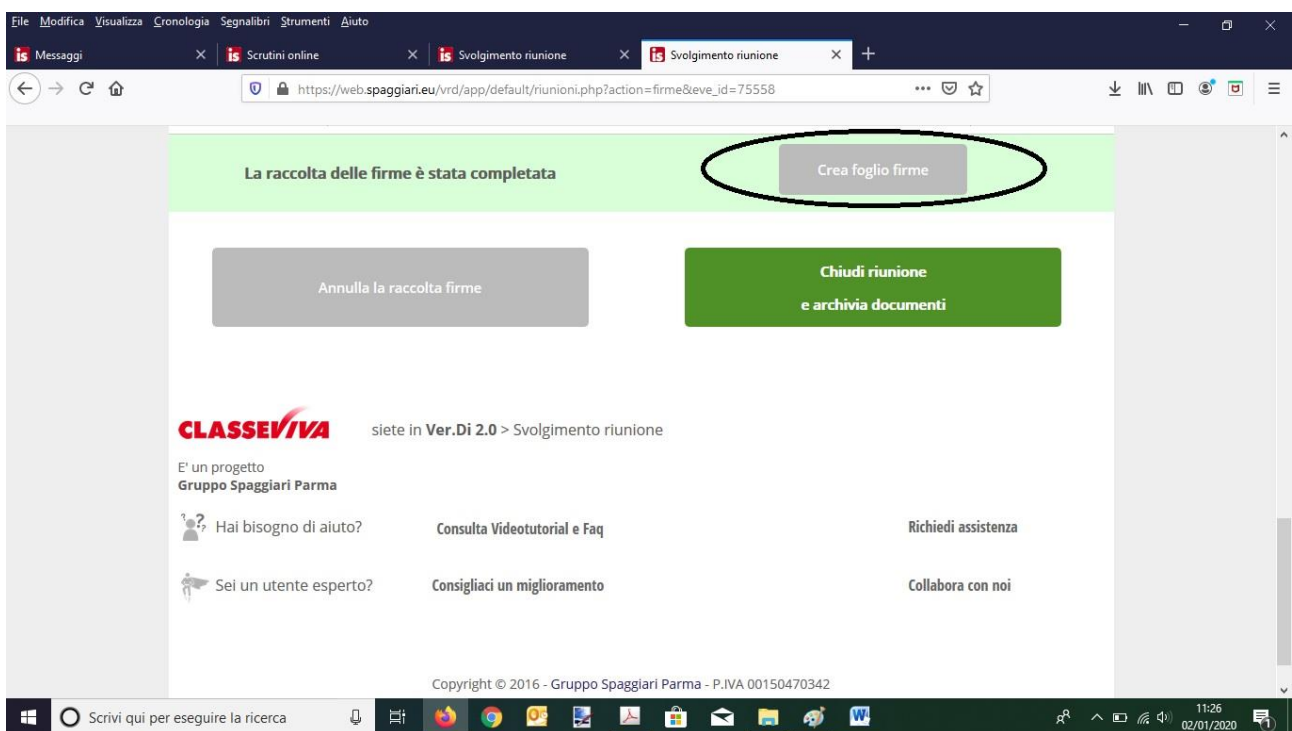 File Modifica Visualizza Cronologia Segnalibri Strumenti Aiuto
is Messaggi is Scrutini online is Svolgimento riunione is Svolgimento riunione
https://web.spaggiari.eu/vrd/app/default/riunioni.php?action=firme&eve_id=75558
La raccolta delle firme è stata completata
Crea foglio firme
Annulla la raccolta firme
Chiudi riunione
e archivia documenti
CLASSEVIVA siete in Ver.Di 2.0 > Svolgimento riunione
E' un progetto
Gruppo Spaggiari Parma
Hai bisogno di aiuto? Consulta Videotutorial e Faq Richiedi assistenza
Sei un utente esperto? Consigliaci un miglioramento Collabora con noi
Copyright © 2016 - Gruppo Spaggiari Parma - P.IVA 00150470342
Scrivi qui per eseguire la ricerca
11:26
02/01/2020